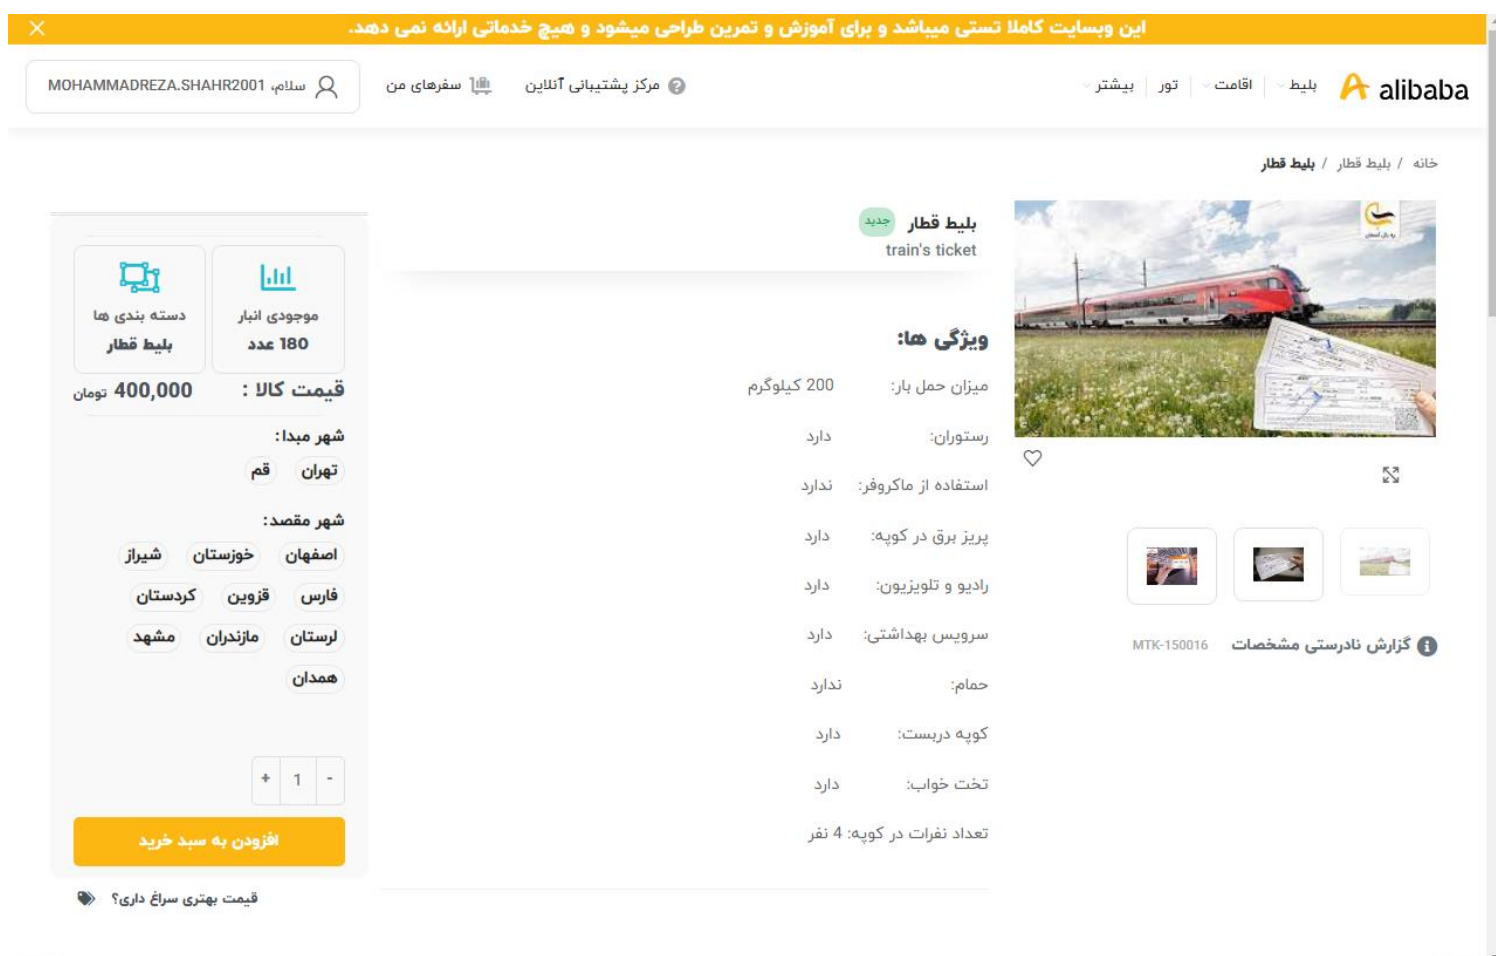 این وبسایت کاملا تستی میباشد و برای آموزش و تمرین طراحی میشود و هیچ خدماتی ارائه نمی دهد.
alibaba
بلیط
اقامت
تور
بیشتر
مرکز پشتیبانی آنلاین
سفرهای من
سلام، MOHAMMADREZA.SHAHR2001
خانه / بلیط قطار / بلیط قطار
بلیط قطار جدید
train's ticket
ویژگی ها:
میزان حمل بار: 200 کیلوگرم
رستوران: دارد
استفاده از ماکروفر: ندارد
پریز برق در کوپه: دارد
رادیو و تلویزیون: دارد
سرویس بهداشتی: دارد
حمام: ندارد
کوپه دربست: دارد
تخت خواب: دارد
تعداد نفرات در کوپه: 4 نفر
گزارش نادرستی مشخصات MTK-150016
موجودی انبار
180 عدد
دسته بندی ها
بلیط قطار
قیمت کالا : 400,000 تومان
شهر مبدا:
تهران قم
شهر مقصد:
اصفهان خوزستان شیراز
فارس قزوین کردستان
لرستان مازندران مشهد
همدان
- 1 +
افزودن به سبد خرید
قیمت بهتری سراغ داری؟